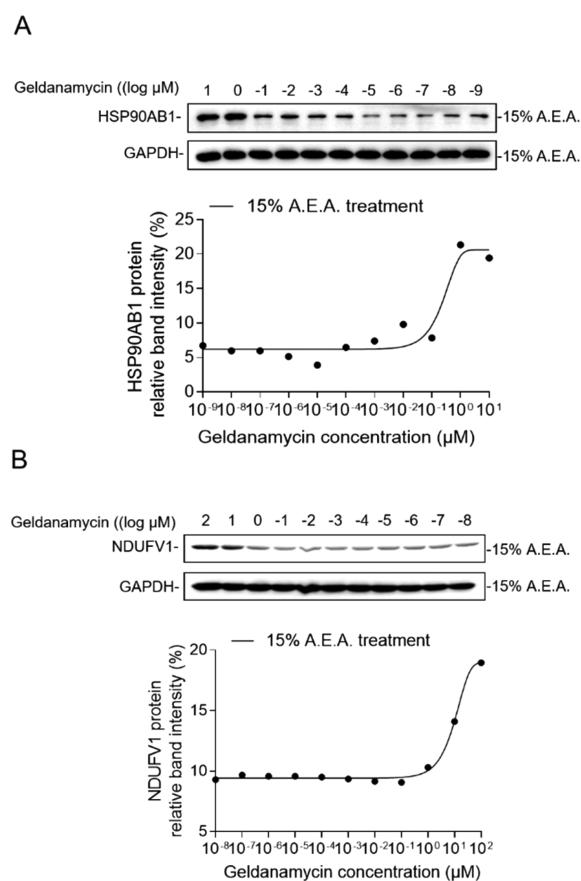 A
Geldanamycin ((log μM) 1 0 -1 -2 -3 -4 -5 -6 -7 -8 -9
HSP90AB1- -15% A.E.A.
GAPDH- -15% A.E.A.
15% A.E.A. treatment
HSP90AB1 protein
relative band intensity (%)
25
20
15
10
5
0
10⁻⁹ 10⁻⁸ 10⁻⁷ 10⁻⁶ 10⁻⁵ 10⁻⁴ 10⁻³ 10⁻² 10⁻¹ 10⁰ 10¹
Geldanamycin concentration (μM)
B
Geldanamycin ((log μM) 2 1 0 -1 -2 -3 -4 -5 -6 -7 -8
NDUFV1- -15% A.E.A.
GAPDH- -15% A.E.A.
15% A.E.A. treatment
NDUFV1 protein
relative band intensity (%)
20
15
10
5
10⁻⁸ 10⁻⁷ 10⁻⁶ 10⁻⁵ 10⁻⁴ 10⁻³ 10⁻² 10⁻¹ 10⁰ 10¹ 10²
Geldanamycin concentration (μM)